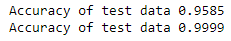 Accuracy of test data 0.9585
Accuracy of test data 0.9999